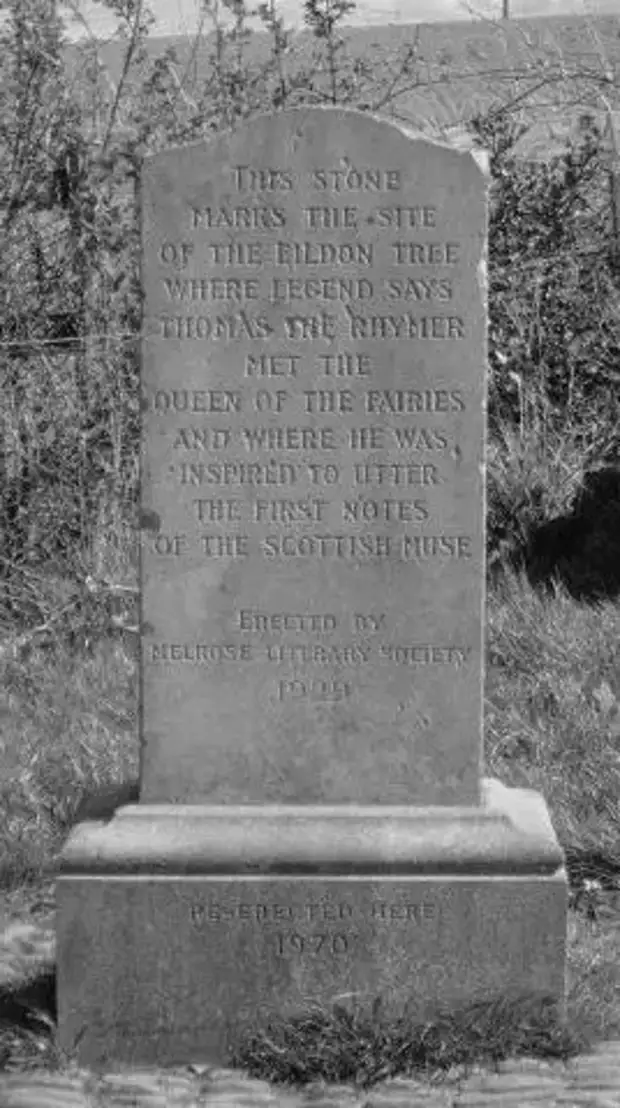 THIS STONE
MARKS THE SITE
OF THE EILDON TREE
WHERE LEGEND SAYS
THOMAS THE RHYMER
MET THE
QUEEN OF THE FAIRIES
AND WHERE HE WAS
INSPIRED TO UTTER
THE FIRST NOTES
OF THE SCOTTISH MUSE
ERECTED BY
MELROSE LITERARY SOCIETY
1929
RE-ERECTED HERE
1970